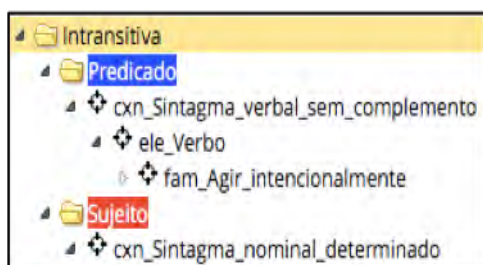 Intransitiva
Predicado
cxn_Sintagma_verbal_sem_complemento
ele_Verbo
fam_Agir_intencionalmente
Sujeito
cxn_Sintagma_nominal_determinado